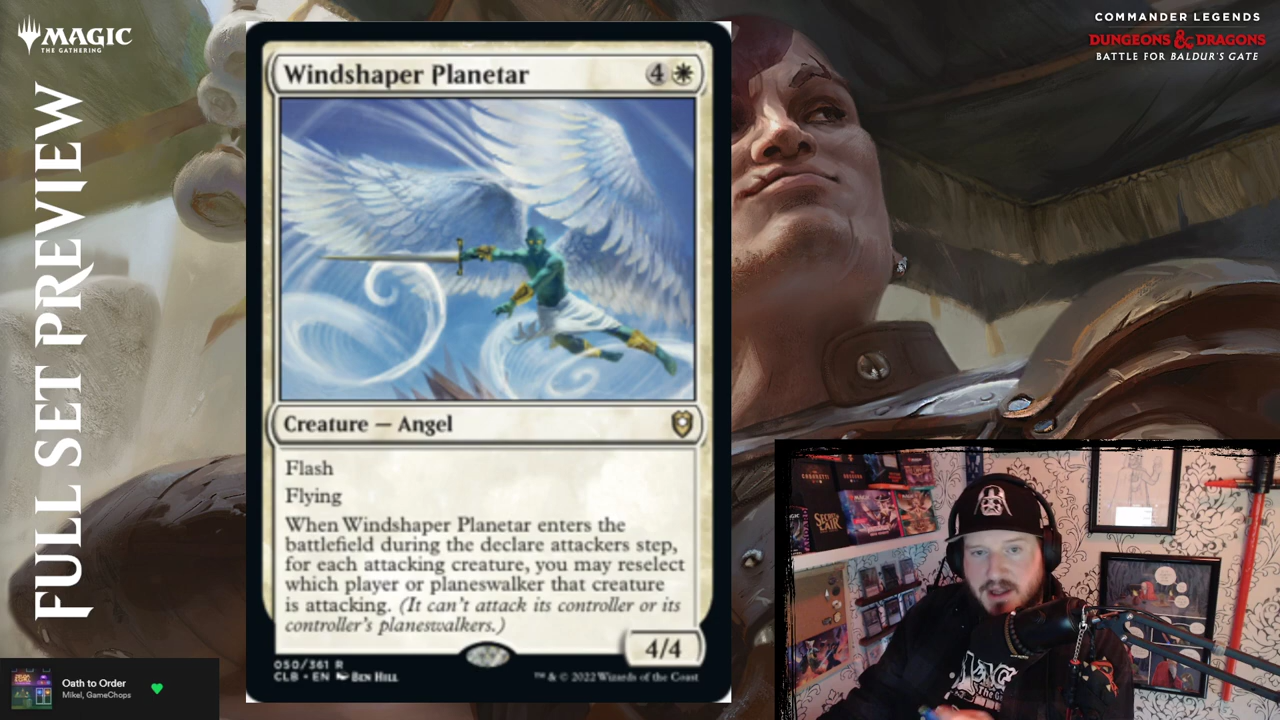 MAGIC
THE GATHERING
FULL SET PREVIEW
COMMANDER LEGENDS
DUNGEONS & DRAGONS
BATTLE FOR BALDUR'S GATE
Windshaper Planetar 4
Creature — Angel
Flash
Flying
When Windshaper Planetar enters the
battlefield during the declare attackers step,
for each attacking creature, you may reselect
which player or planeswalker that creature
is attacking. (It can't attack its controller or its
controller's planeswalkers.)
4/4
050/361 R
CLB • EN BEN HILL
™ & © 2022 Wizards of the Coast
Oath to Order
Mikel, GameChops
SECRET
LAIR
MAGIC